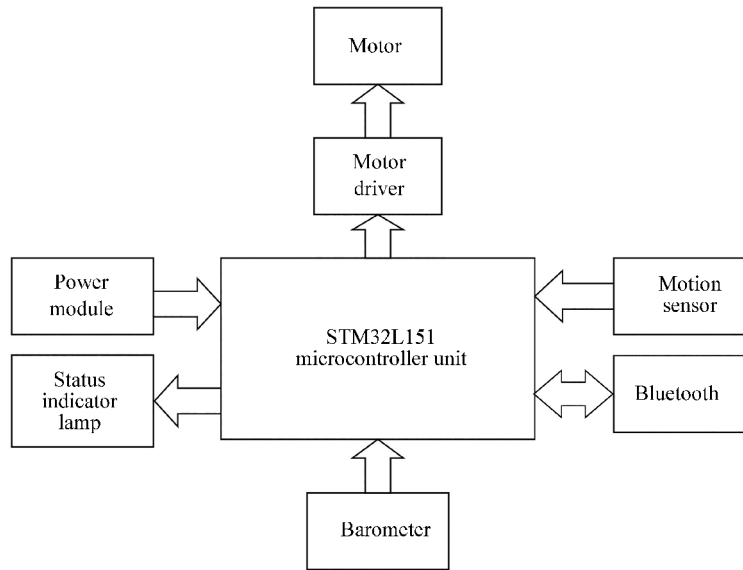 Motor
Motor
driver
Power
module
STM32L151
microcontroller unit
Motion
sensor
Status
indicator
lamp
Bluetooth
Barometer